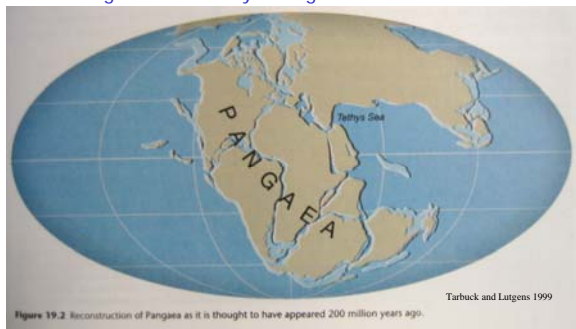 PANGAEA
Tethys Sea
Tarbuck and Lutgens 1999
Figure 19.2 Reconstruction of Pangaea as it is thought to have appeared 200 million years ago.